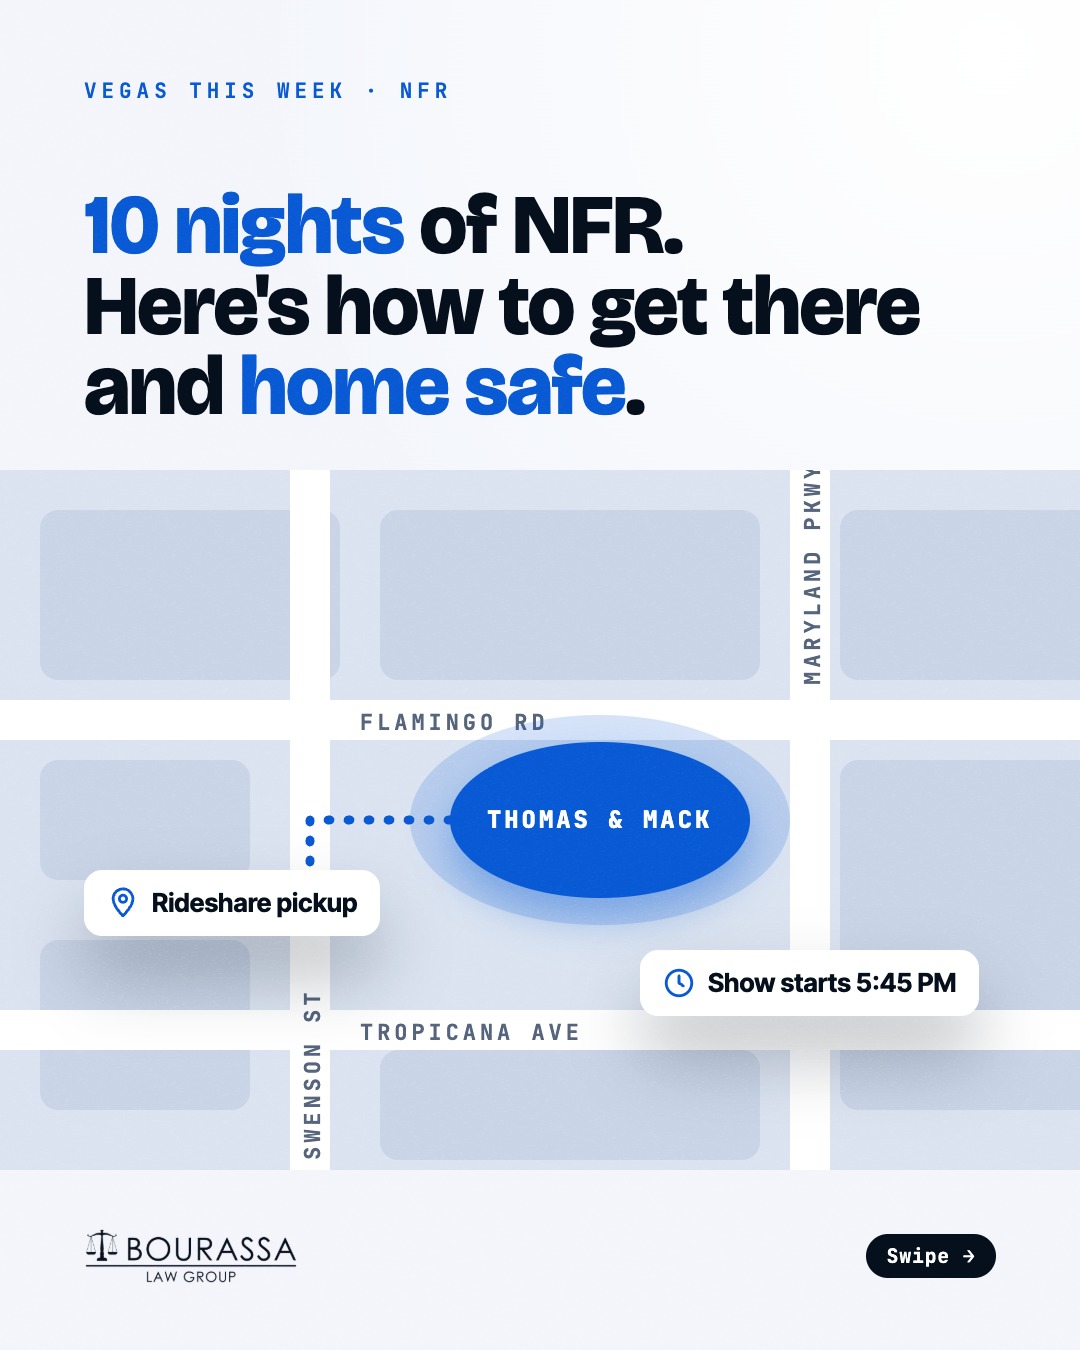 VEGAS THIS WEEK · NFR
10 nights of NFR.
Here's how to get there
and home safe.
MARYLAND PKWY
FLAMINGO RD
THOMAS & MACK
Rideshare pickup
Show starts 5:45 PM
SWENSON ST
TROPICANA AVE
BOURASSA
LAW GROUP
Swipe →